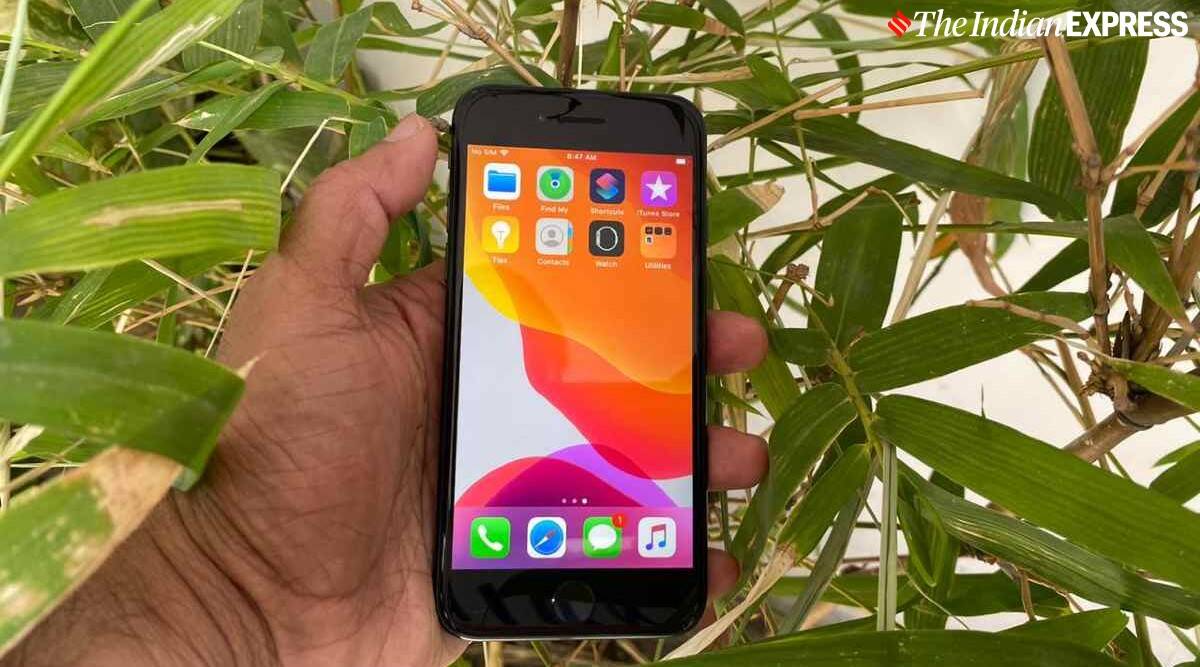 The Indian EXPRESS
No SIM 8:47 AM
Files Find My Shortcuts iTunes Store
Tips Contacts Watch Utilities
1